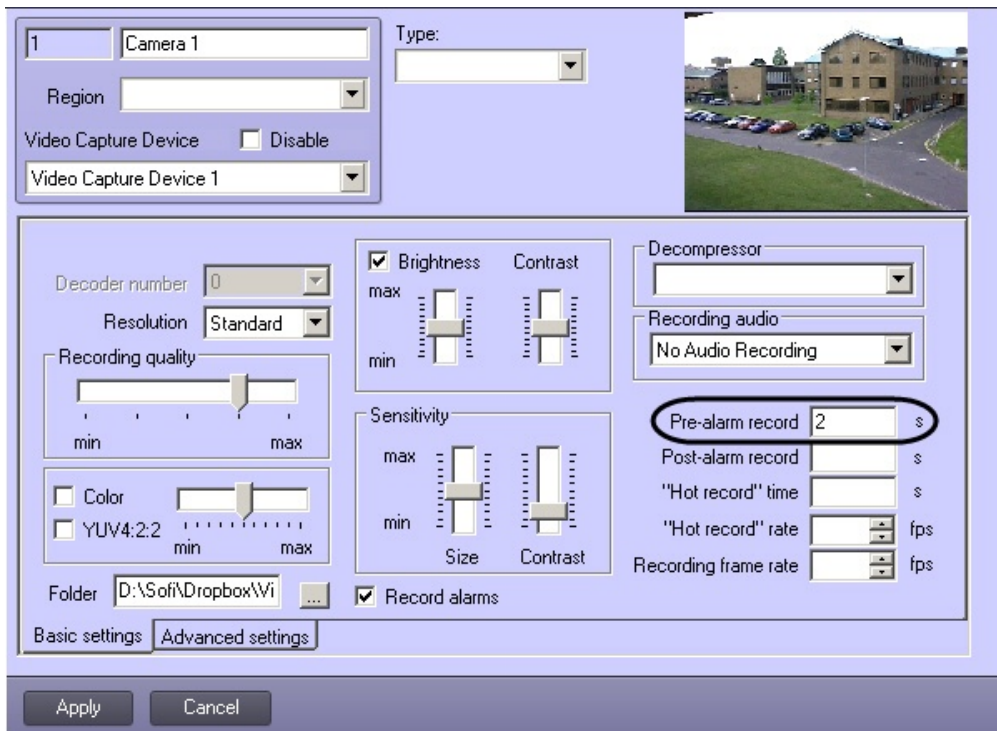 1
Camera 1
Type:
Region
Video Capture Device
Disable
Video Capture Device 1
Decoder number
0
Resolution
Standard
Recording quality
min
max
Color
YUV4:2:2
min
max
Folder
D:\Sofi\Dropbox\Vi
...
Brightness
Contrast
max
min
Sensitivity
max
min
Size
Contrast
Record alarms
Decompressor
Recording audio
No Audio Recording
Pre-alarm record 2 s
Post-alarm record s
"Hot record" time s
"Hot record" rate fps
Recording frame rate fps
Basic settings
Advanced settings
Apply
Cancel